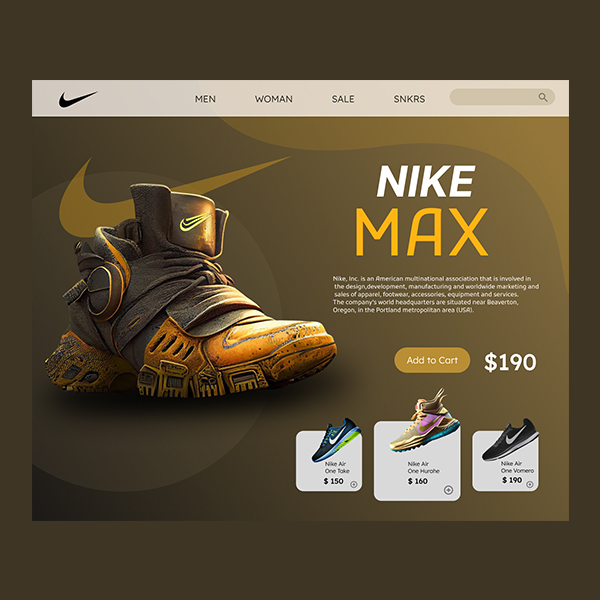 MEN WOMAN SALE SNKRS
NIKE
MAX
Nike, Inc. is an American multinational association that is involved in
the design,development, manufacturing and worldwide marketing and
sales of apparel, footwear, accessories, equipment and services.
The company's world headquarters are situated near Beaverton,
Oregon, in the Portland metropolitan area (USA).
Add to Cart $190
Nike Air
One Take
$ 150
Nike Air
One Hurahe
$ 160
Nike Air
One Vomero
$ 190